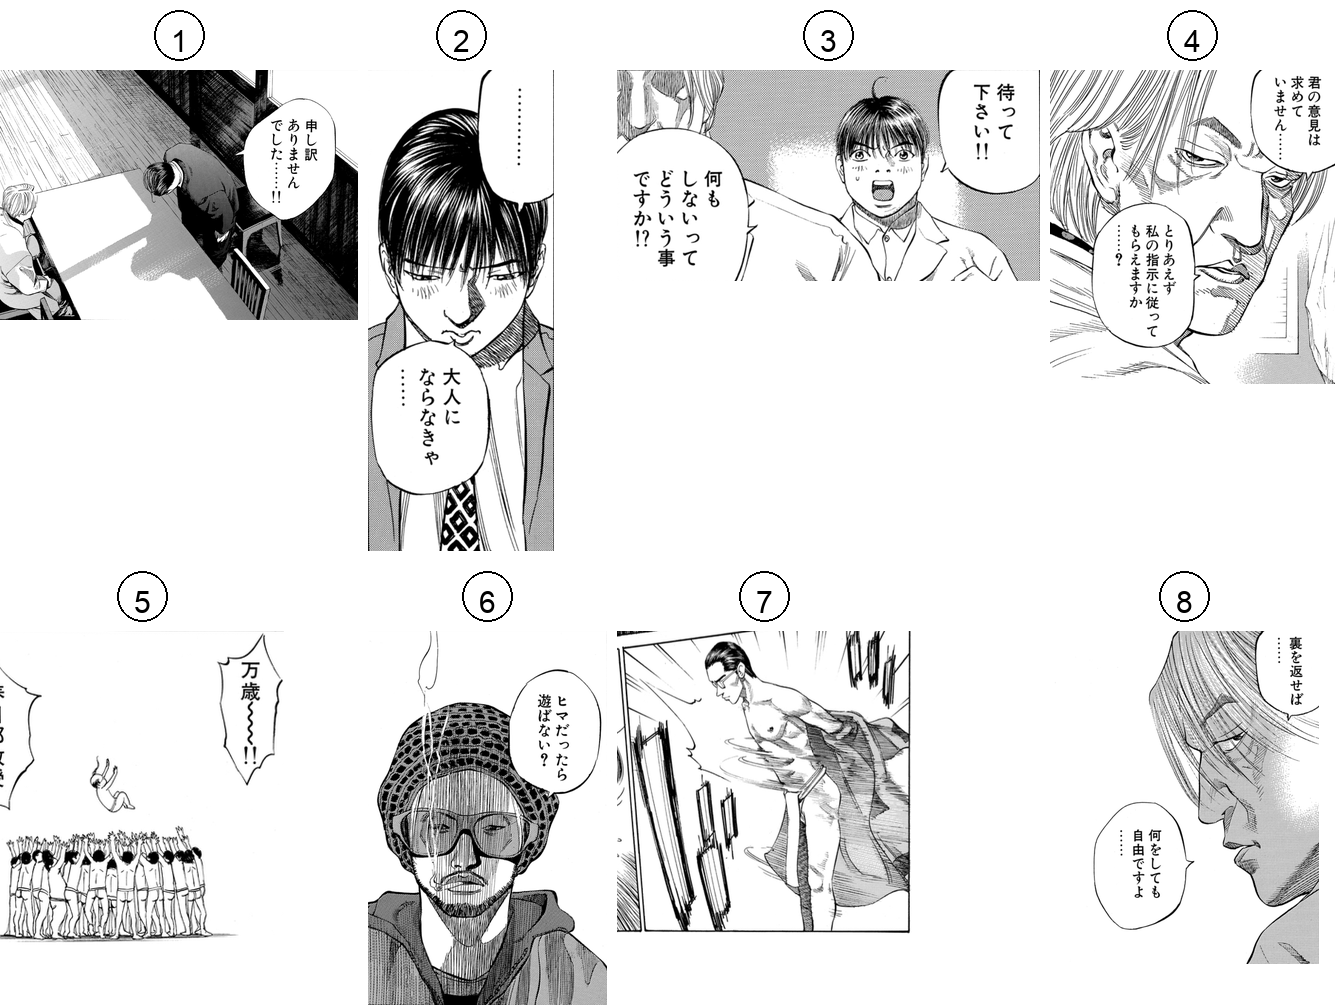 1
申し訳
ありません
でした……!!
2
…………
大人に
ならなきゃ
……
3
待って
下さい!!
何も
しないって
どういう事
ですか!?
4
君の意見は
求めて
いません……
とりあえず
私の指示に従って
もらえますか
……?
5
万歳~~~!!
6
ヒマだったら
遊ばない?
7
8
裏を返せば
……
何をしても
自由ですよ
……